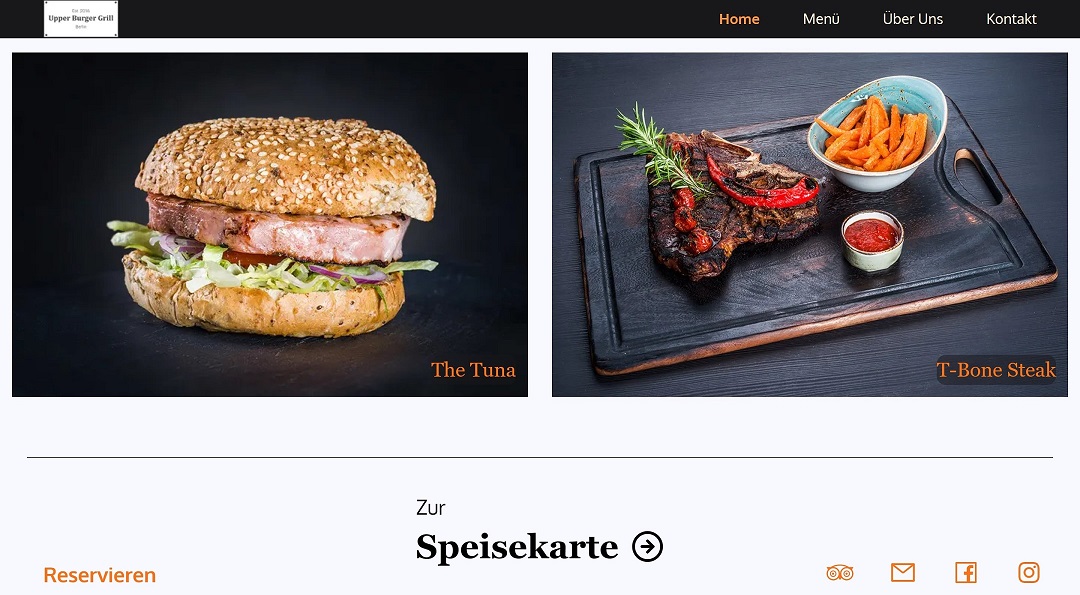 Est 2016
Upper Burger Grill
Berlin
Home
Menü
Über Uns
Kontakt
The Tuna
T-Bone Steak
Zur
Speisekarte
Reservieren